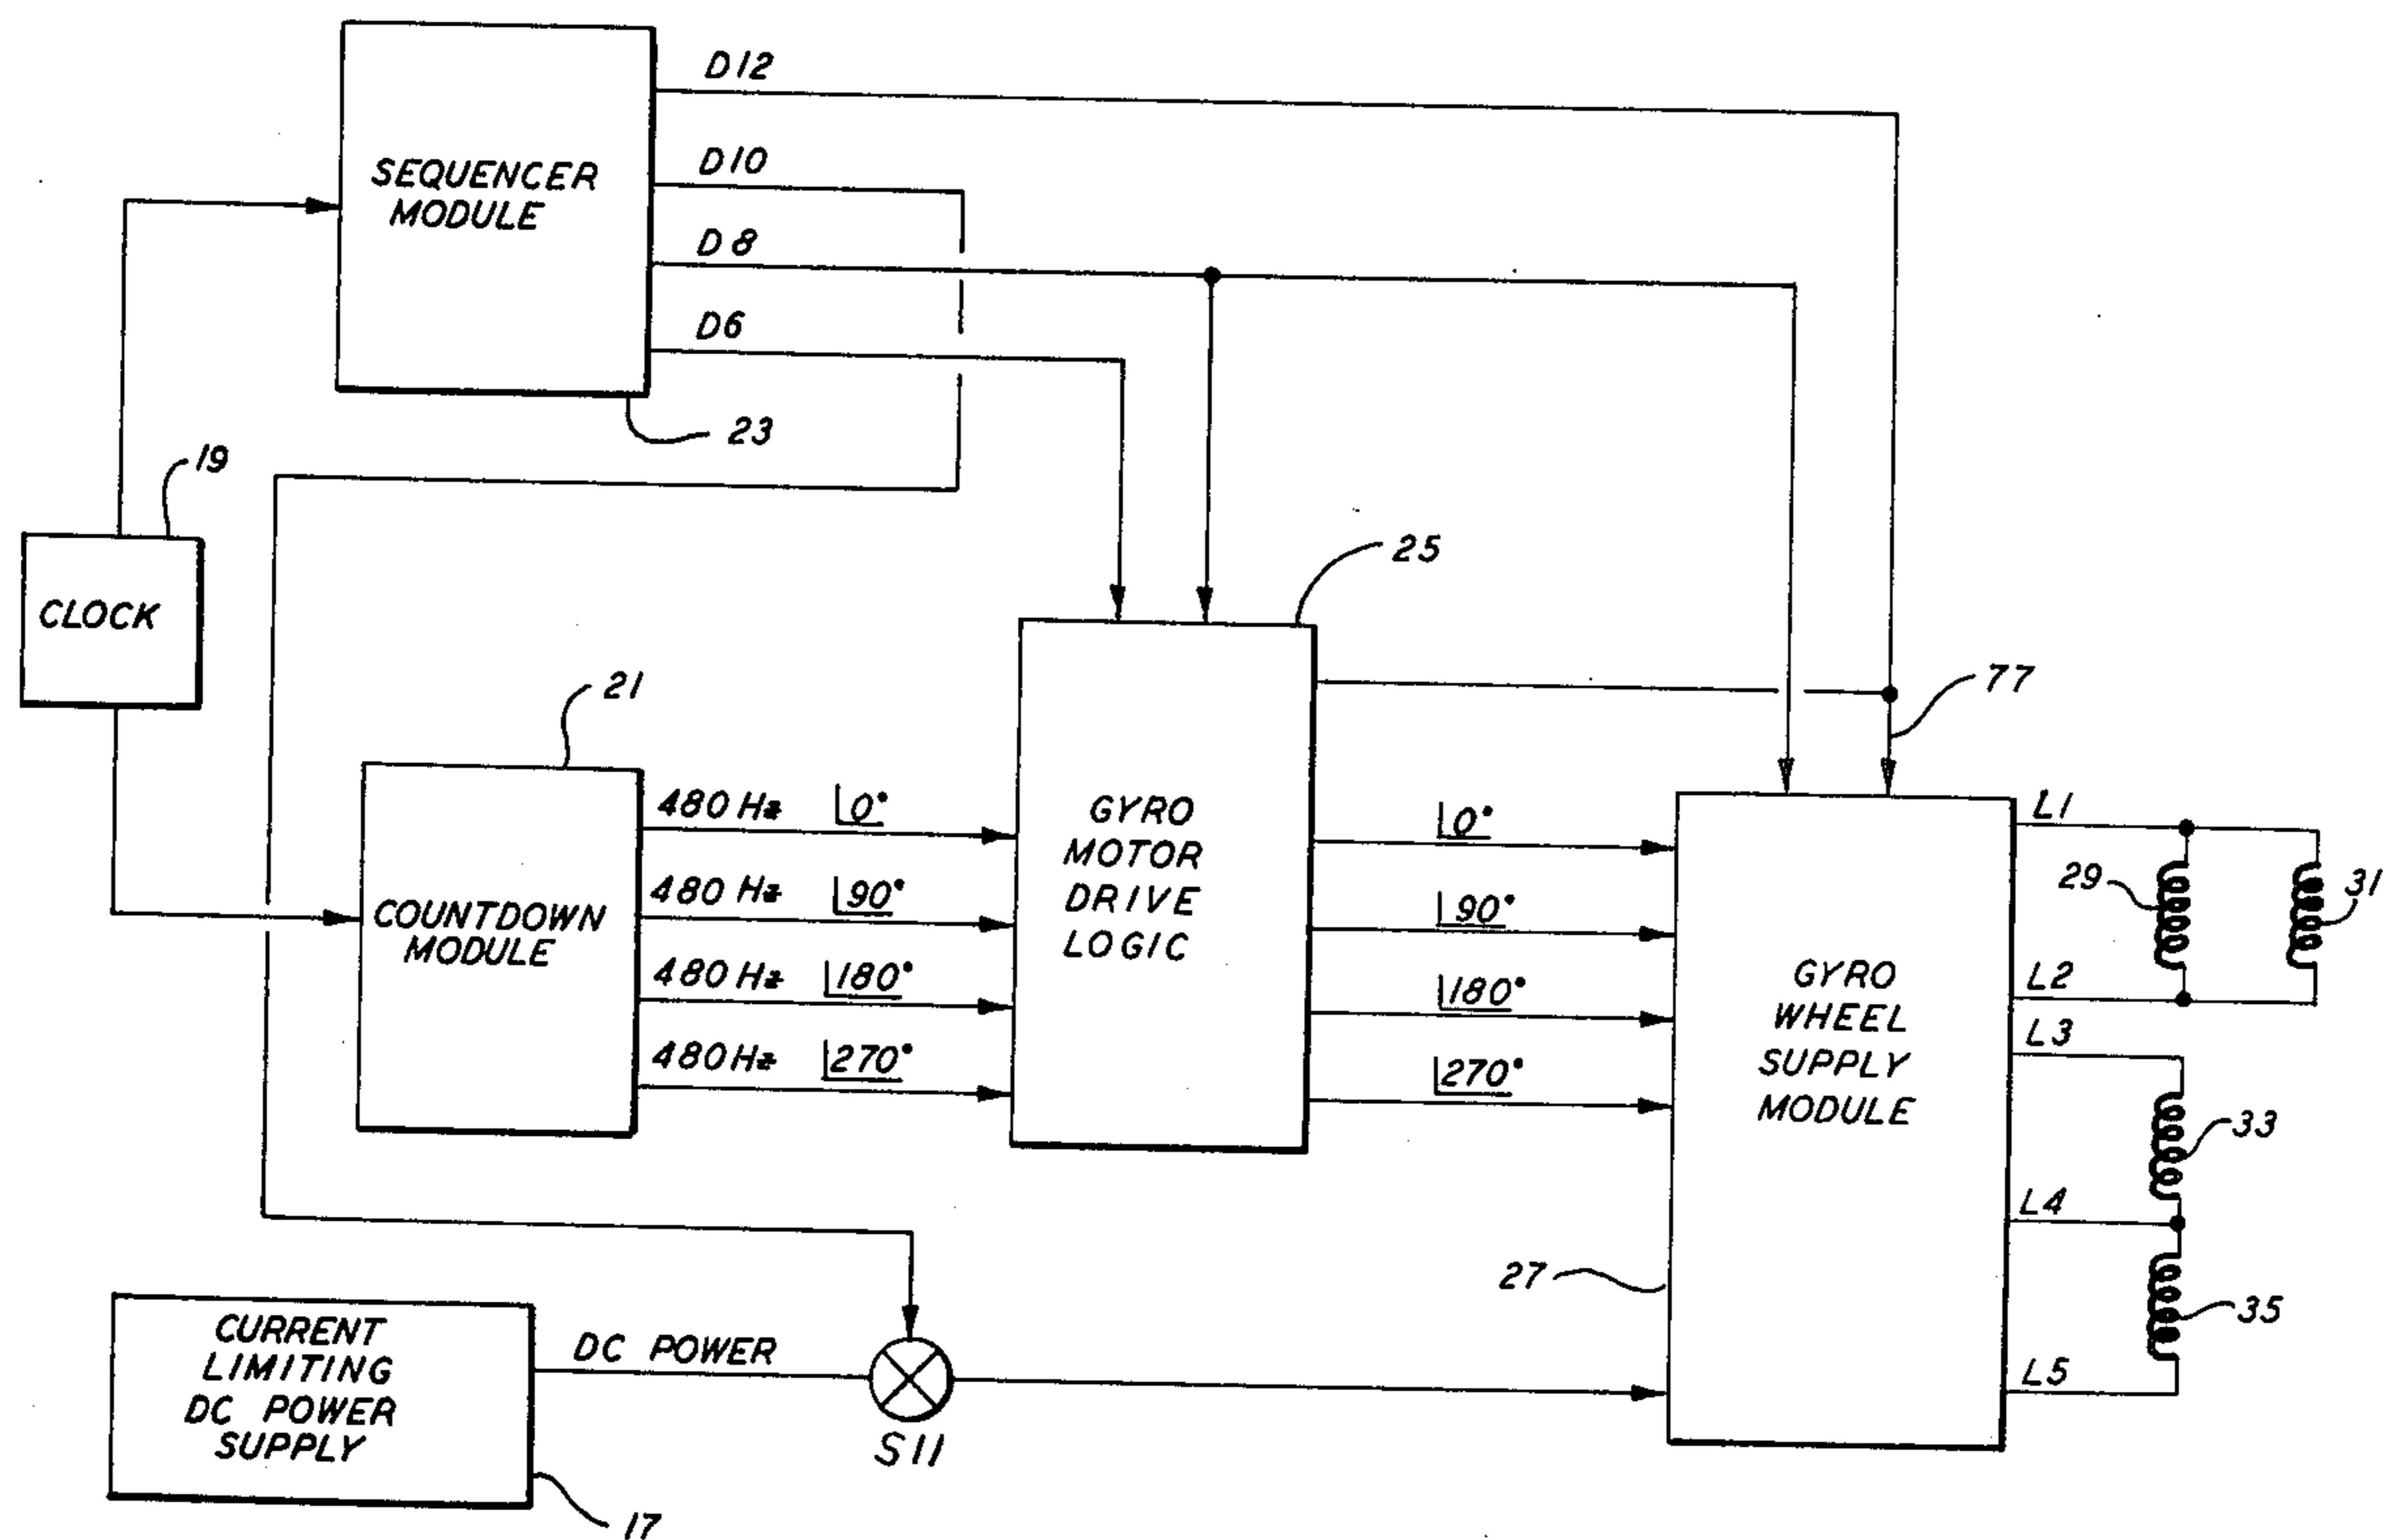 D12
D10
D8
D6
SEQUENCER
MODULE
23
19
CLOCK
25
77
21
COUNTDOWN
MODULE
480 Hz 0°
480 Hz 90°
480 Hz 180°
480 Hz 270°
GYRO
MOTOR
DRIVE
LOGIC
0°
90°
180°
270°
GYRO
WHEEL
SUPPLY
MODULE
27
L1
L2
L3
L4
L5
29
31
33
35
CURRENT
LIMITING
DC POWER
SUPPLY
17
DC POWER
S11